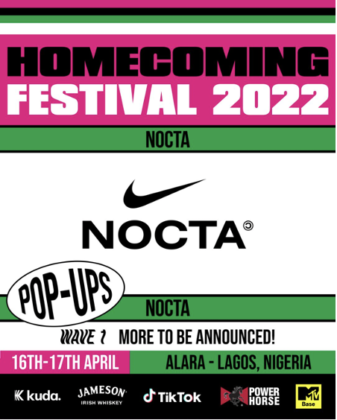 HOMECOMING
FESTIVAL 2022
NOCTA
NOCTA©
POP-UPS
NOCTA
WAVE 1 MORE TO BE ANNOUNCED!
16TH-17TH APRIL ALARA - LAGOS, NIGERIA
kuda. JAMESON IRISH WHISKEY TikTok POWER HORSE MTV Base